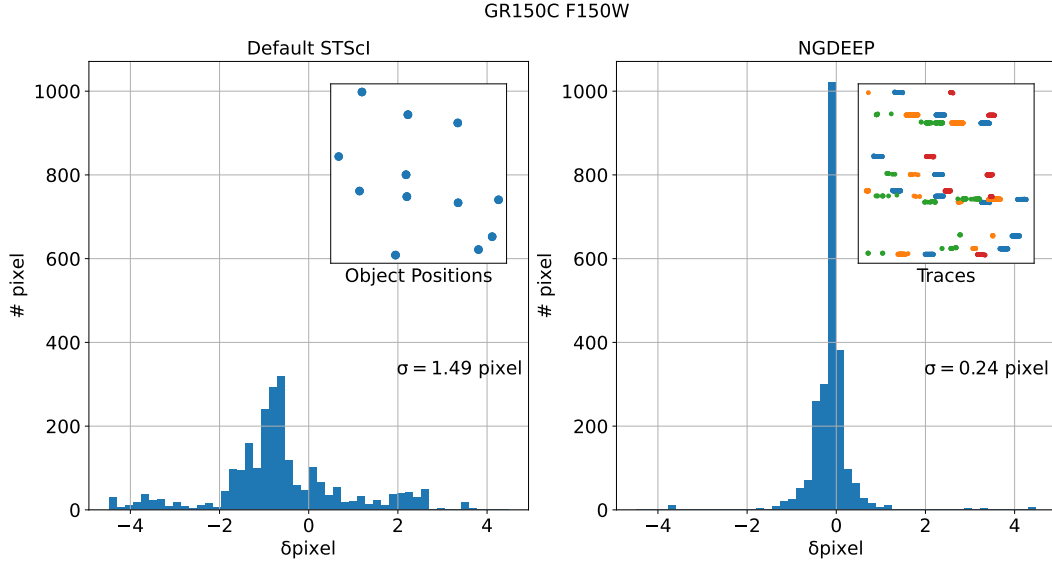 GR150C F150W
Default STScI
1000
800
600
400
200
0
# pixel
−4
−2
0
2
4
δpixel
Object Positions
σ = 1.49 pixel
NGDEEP
1000
800
600
400
200
0
# pixel
−4
−2
0
2
4
δpixel
Traces
σ = 0.24 pixel